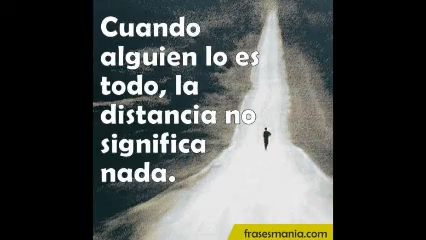 Cuando
alguien lo es
todo, la
distancia no
significa
nada.
frasesmania.com